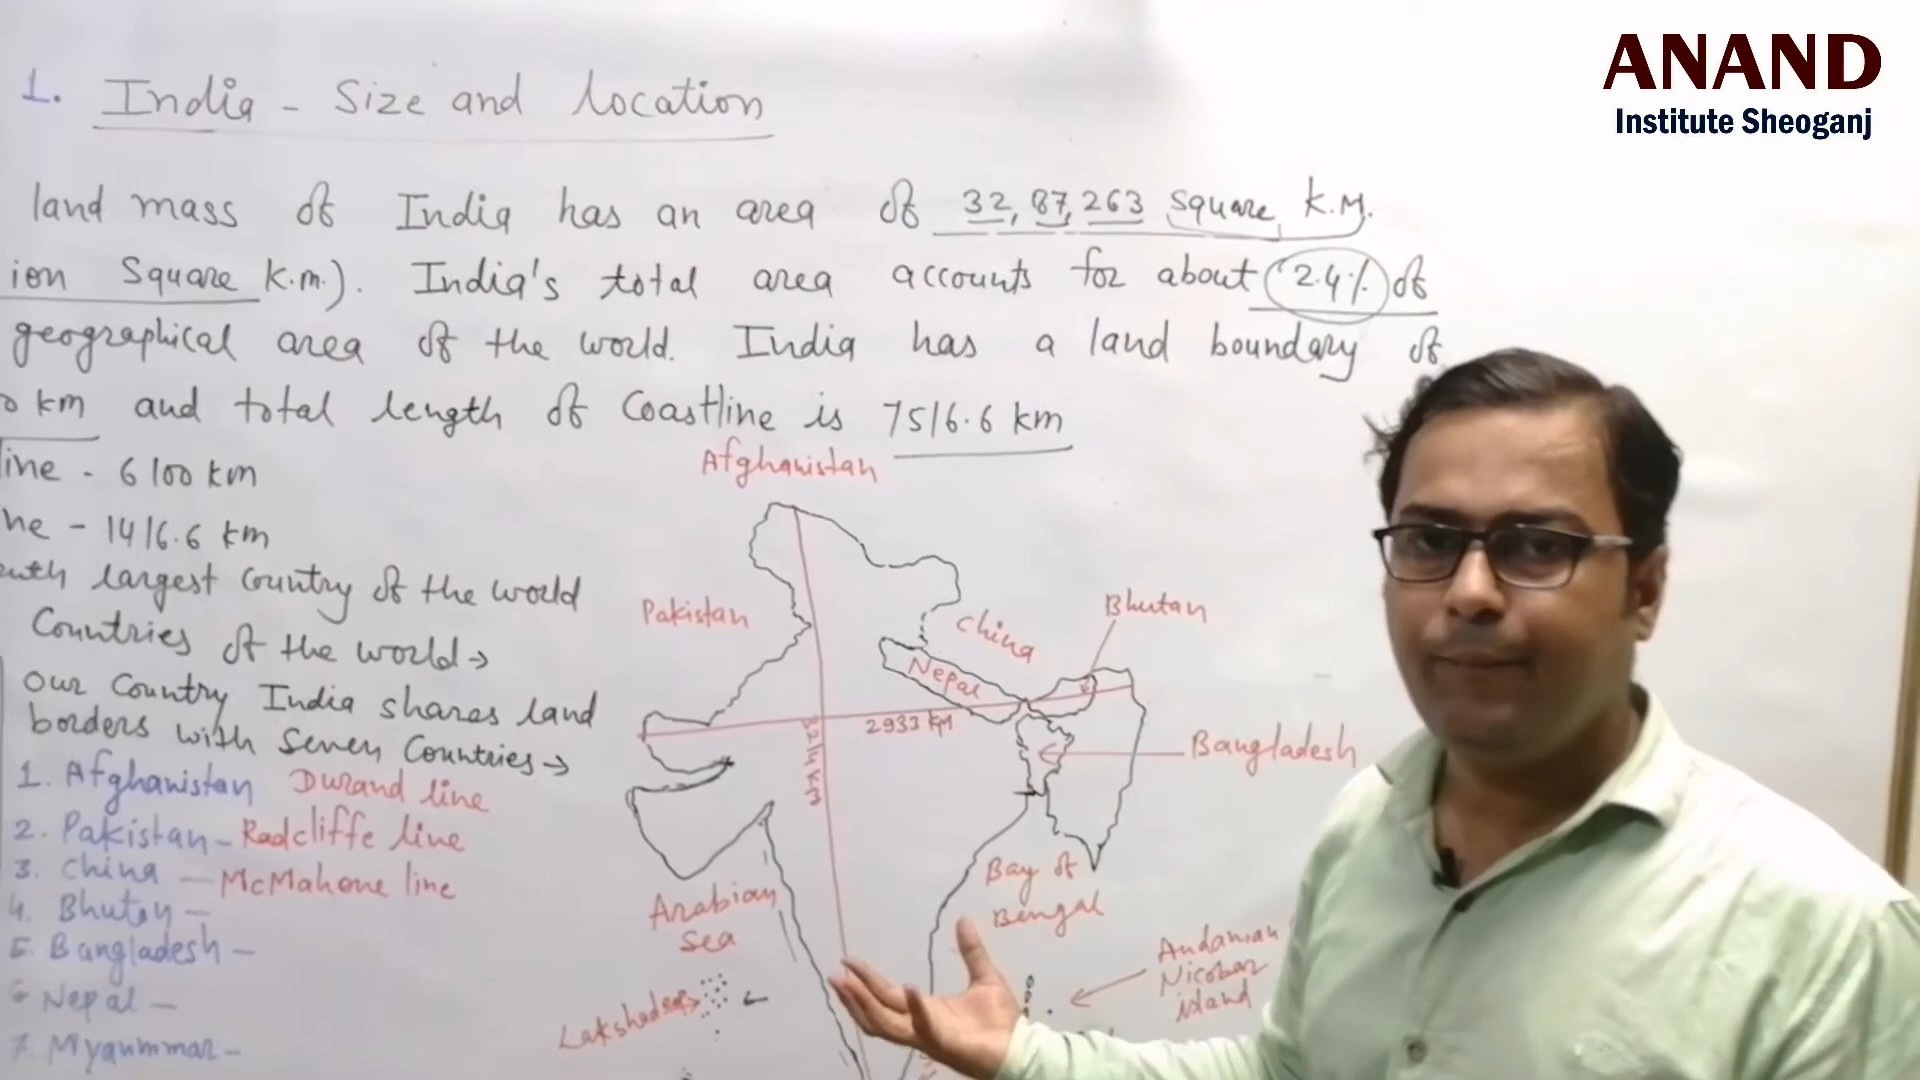 ANAND
Institute Sheoganj
1. India - Size and location
land mass of India has an area of 32,87,263 square K.M.
ion Square K.m.). India's total area accounts for about 2.4% of
geographical area of the world. India has a land boundary of
0 km and total length of Coastline is 7516.6 km
line - 6100 km
ne - 1416.6 km
enth largest Country of the world
Countries of the world →
Our Country India shares land
borders with Seven Countries →
1. Afghanistan Durand line
2. Pakistan - Radcliffe line
3. China - McMahone line
4. Bhutan -
5. Bangladesh -
6 Nepal -
7. Myanmmar -
Afghanistan
Pakistan
China
Bhutan
Nepal
2933 KM
3214 KM
Bangladesh
Arabian
Sea
Bay of
Bengal
Andaman
Nicobar
island